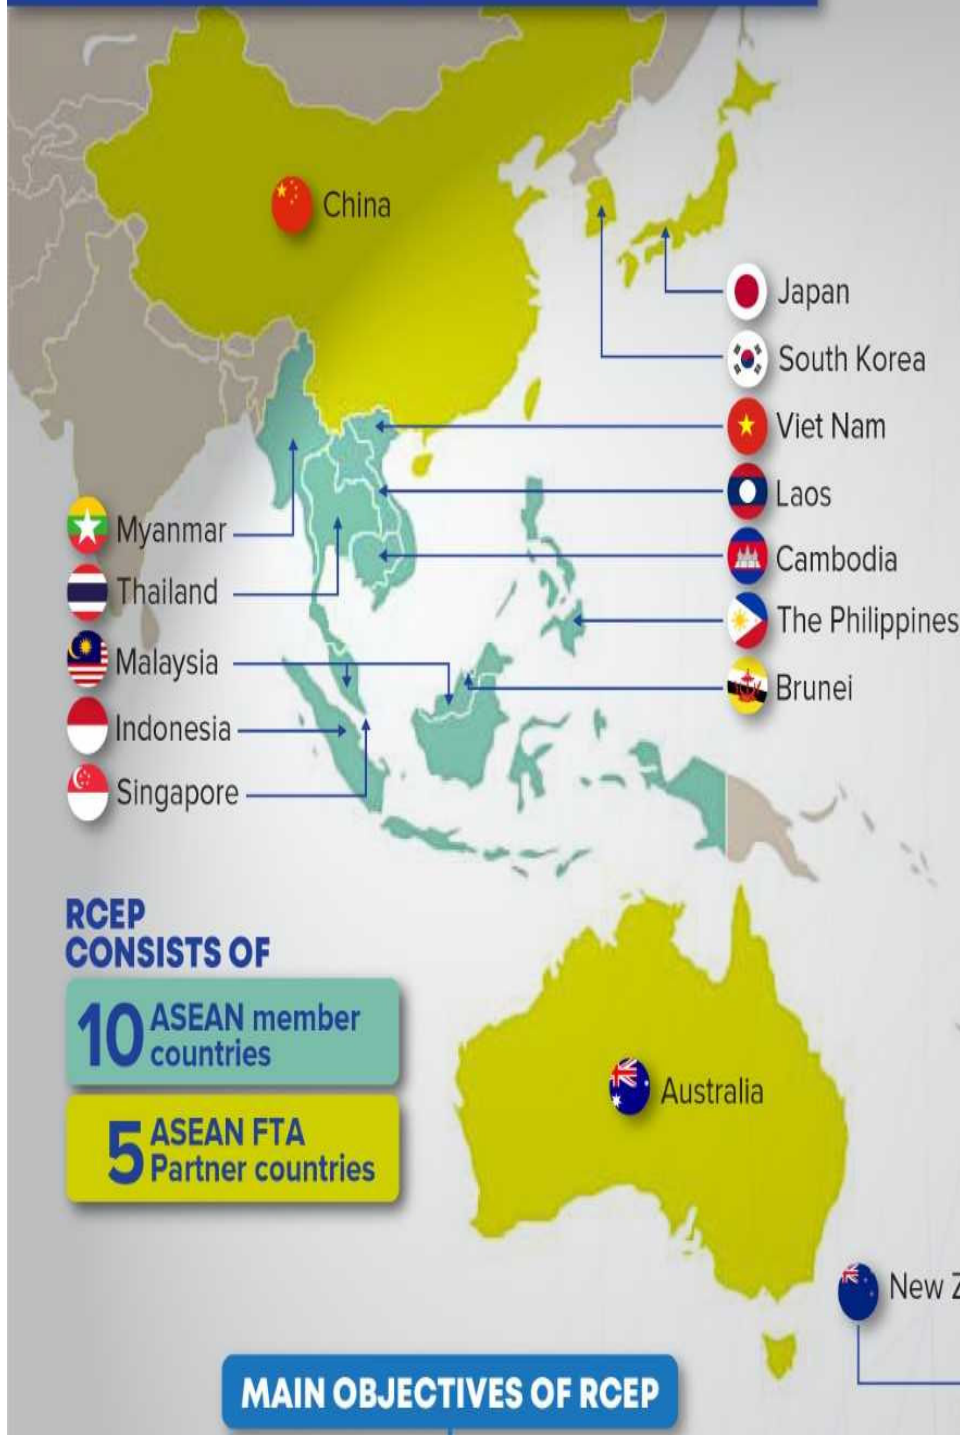 China
Japan
South Korea
Viet Nam
Laos
Cambodia
The Philippines
Brunei
Myanmar
Thailand
Malaysia
Indonesia
Singapore
RCEP
CONSISTS OF
10 ASEAN member
countries
5 ASEAN FTA
Partner countries
Australia
New Z
MAIN OBJECTIVES OF RCEP